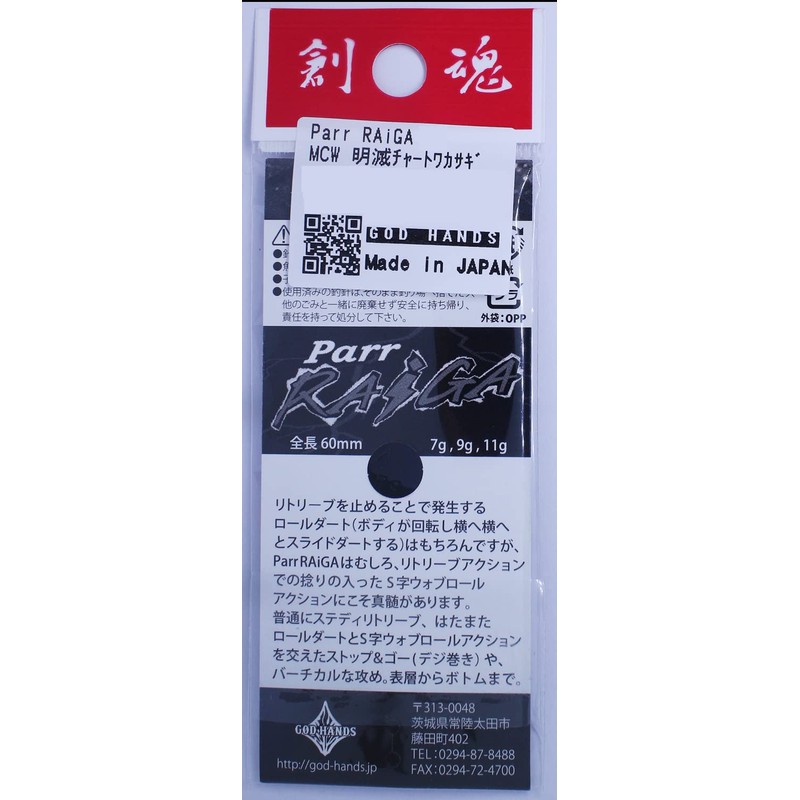 創 魂
Parr RAiGA
MCW 明滅チャートワカサギ
GOD HANDS
Made in JAPAN
●使用済みの釣針は、そのまま釣り場へ捨てたり
他のごみと一緒に廃棄せず安全に持ち帰り、
責任を持って処分して下さい。
プラ
外袋:OPP
Parr
RAiGA
全長 60mm 7g , 9g , 11g
リトリーブを止めることで発生する
ロールダート(ボディが回転し横へ横へ
とスライドダートする)はもちろんですが、
Parr RAiGAはむしろ、リトリーブアクション
での捻りの入った S 字ウォブロール
アクションにこそ真髄があります。
普通にステディリトリーブ、はたまた
ロールダートとS字ウォブロールアクション
を交えたストップ&ゴー(デジ巻き) や、
バーチカルな攻め。表層からボトムまで。
GOD HANDS
http://god-hands.jp
〒313-0048
茨城県常陸太田市
藤田町402
TEL:0294-87-8488
FAX:0294-72-4700